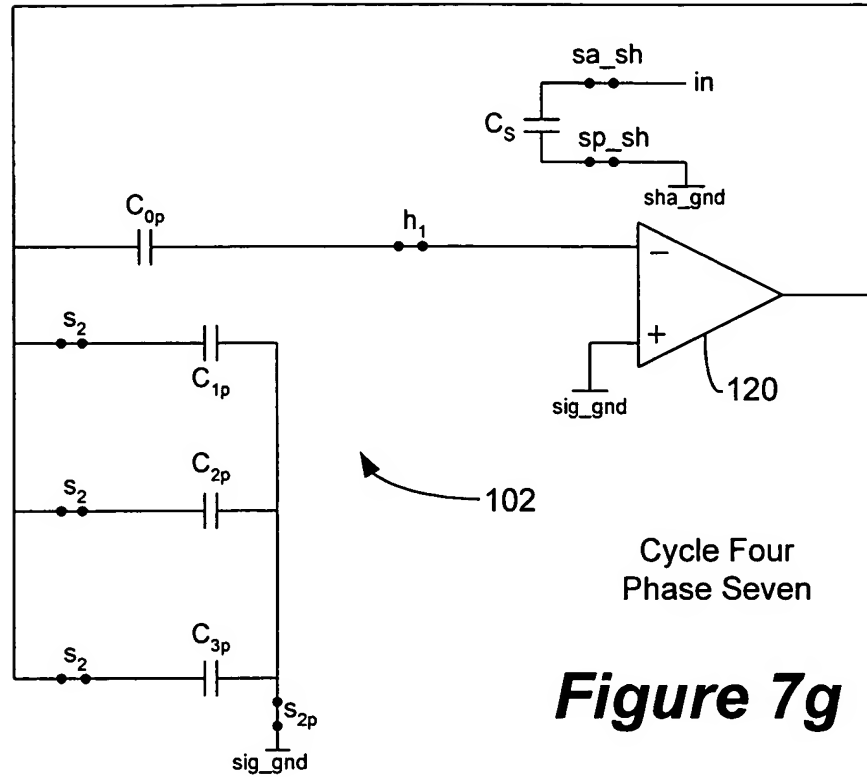 sa_sh
in
C_S
sp_sh
sha_gnd
C_0p
h_1
−
s_2
C_1p
+
sig_gnd
120
C_2p
s_2
102
Cycle Four
Phase Seven
C_3p
s_2
s_2p
sig_gnd
Figure 7g